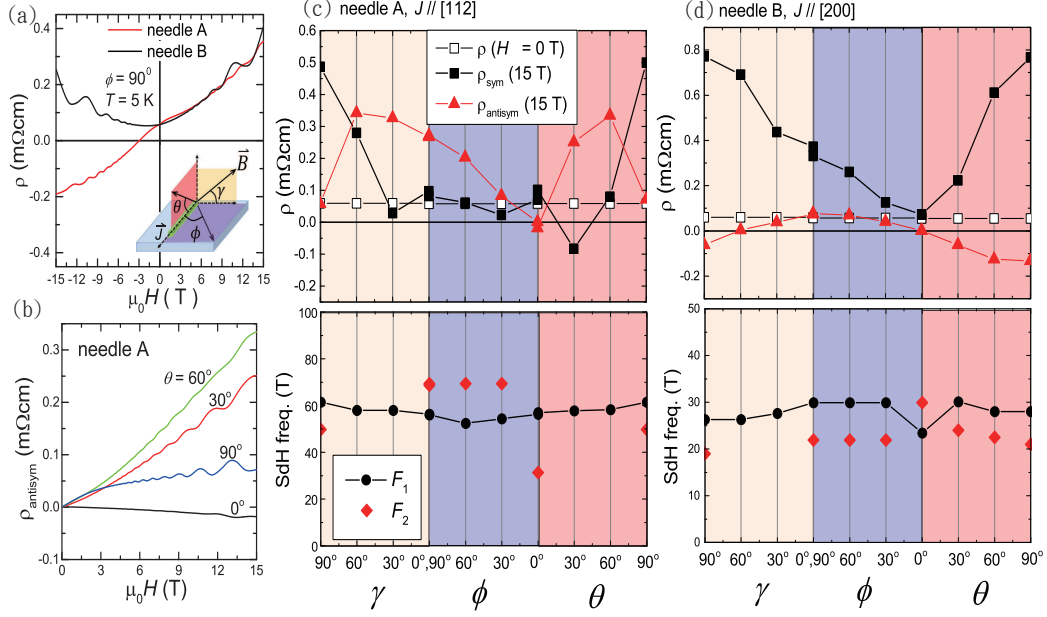 (a)
needle A
needle B
ϕ = 90°
T = 5 K
ρ (mΩcm)
0.4
0.2
0.0
-0.2
-0.4
B
J
θ
γ
ϕ
-15 -12 -9 -6 -3 0 3 6 9 12 15
μ₀H (T)
(b)
needle A
θ = 60°
30°
90°
0°
ρantisym (mΩcm)
0.3
0.2
0.1
0.0
-0.1
0 3 6 9 12 15
μ₀H (T)
(c) needle A, J // [112]
ρ (H = 0 T)
ρsym (15 T)
ρantisym (15 T)
ρ (mΩcm)
0.6
0.5
0.4
0.3
0.2
0.1
0.0
-0.1
-0.2
SdH freq. (T)
100
80
60
40
20
0
F₁
F₂
90° 60° 30° 0°,90° 60° 30° 0° 30° 60° 90°
γ ϕ θ
(d) needle B, J // [200]
ρ (mΩcm)
1.0
0.8
0.6
0.4
0.2
0.0
-0.2
SdH freq. (T)
50
40
30
20
10
0
90° 60° 30° 0°,90° 60° 30° 0° 30° 60° 90°
γ ϕ θ